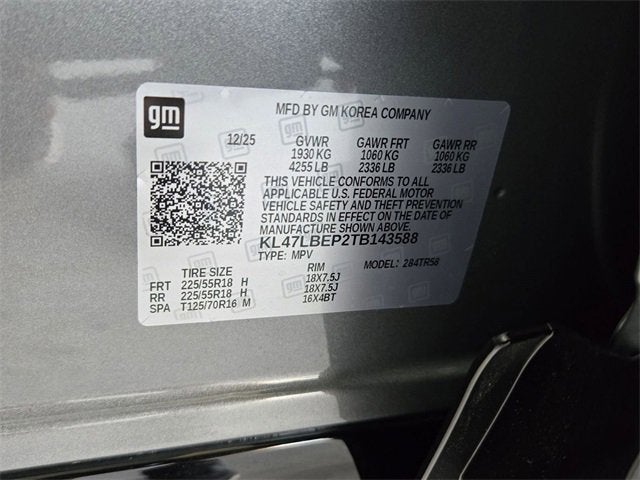 gm
MFD BY GM KOREA COMPANY
12/25 GVWR GAWR FRT GAWR RR
1930 KG 1060 KG 1060 KG
4255 LB 2336 LB 2336 LB
THIS VEHICLE CONFORMS TO ALL
APPLICABLE U.S. FEDERAL MOTOR
VEHICLE SAFETY AND THEFT PREVENTION
STANDARDS IN EFFECT ON THE DATE OF
MANUFACTURE SHOWN ABOVE.
KL47LBEP2TB143588
TYPE: MPV MODEL: 284TR58
TIRE SIZE RIM
FRT 225/55R18 H 18X7.5J
RR 225/55R18 H 18X7.5J
SPA T125/70R16 M 16X4BT